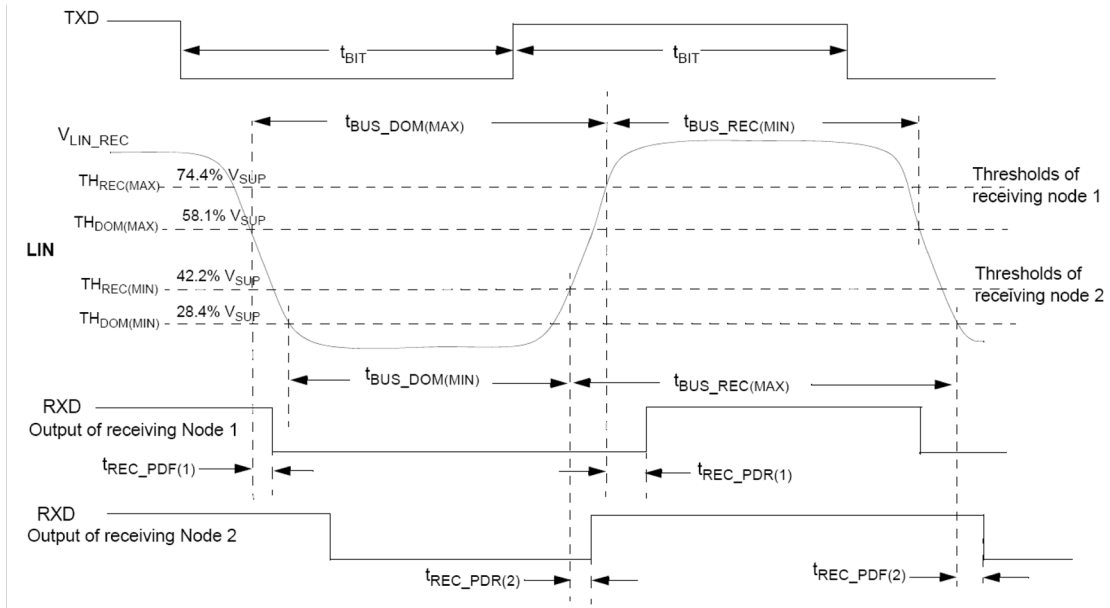 TXD
tBIT
tBIT
tBUS_DOM(MAX)
tBUS_REC(MIN)
VLIN_REC
THREC(MAX) 74.4% VSUP
Thresholds of
receiving node 1
THDOM(MAX) 58.1% VSUP
LIN
THREC(MIN) 42.2% VSUP
Thresholds of
receiving node 2
THDOM(MIN) 28.4% VSUP
tBUS_DOM(MIN)
tBUS_REC(MAX)
RXD
Output of receiving Node 1
tREC_PDF(1)
tREC_PDR(1)
RXD
Output of receiving Node 2
tREC_PDR(2)
tREC_PDF(2)